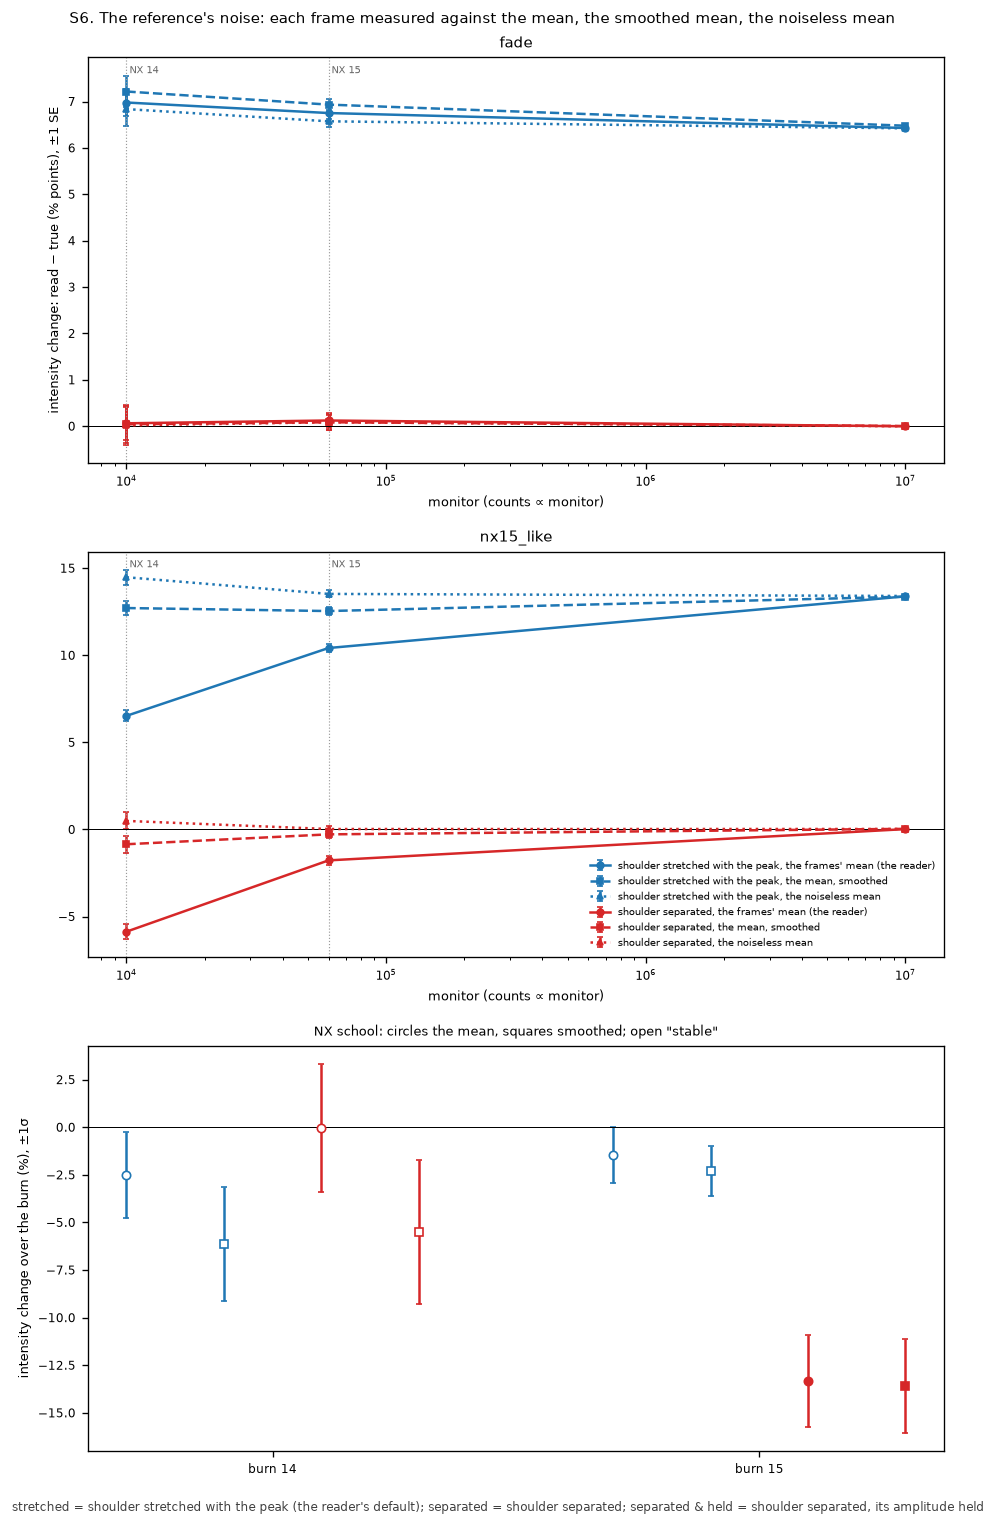 S6. The reference's noise: each frame measured against the mean, the smoothed mean, the noiseless mean
fade
NX 14
NX 15
7
6
5
4
3
2
1
0
intensity change: read − true (% points), ±1 SE
10⁴
10⁵
10⁶
10⁷
monitor (counts ∝ monitor)
nx15_like
NX 14
NX 15
15
10
5
0
−5
shoulder stretched with the peak, the frames' mean (the reader)
shoulder stretched with the peak, the mean, smoothed
shoulder stretched with the peak, the noiseless mean
shoulder separated, the frames' mean (the reader)
shoulder separated, the mean, smoothed
shoulder separated, the noiseless mean
10⁴
10⁵
10⁶
10⁷
monitor (counts ∝ monitor)
NX school: circles the mean, squares smoothed; open "stable"
2.5
0.0
−2.5
−5.0
−7.5
−10.0
−12.5
−15.0
intensity change over the burn (%), ±1σ
burn 14
burn 15
stretched = shoulder stretched with the peak (the reader's default); separated = shoulder separated; separated & held = shoulder separated, its amplitude held